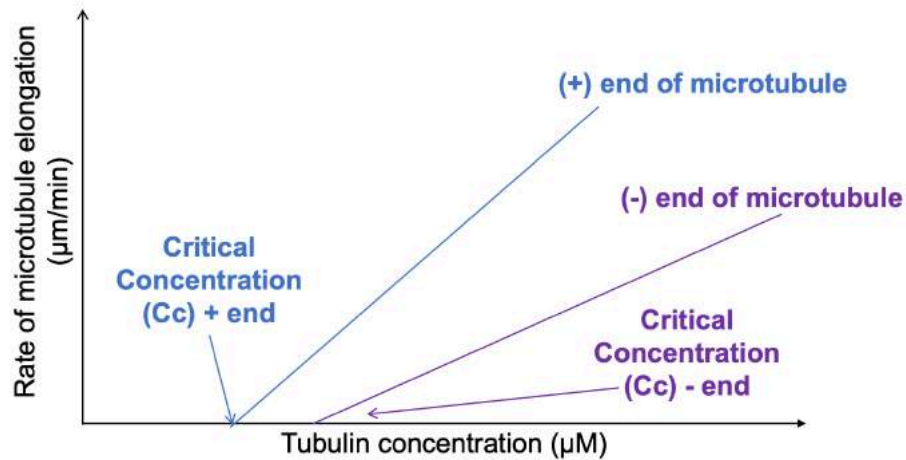 Rate of microtubule elongation
(µm/min)
(+) end of microtubule
(-) end of microtubule
Critical
Concentration
(Cc) + end
Critical
Concentration
(Cc) - end
Tubulin concentration (µM)